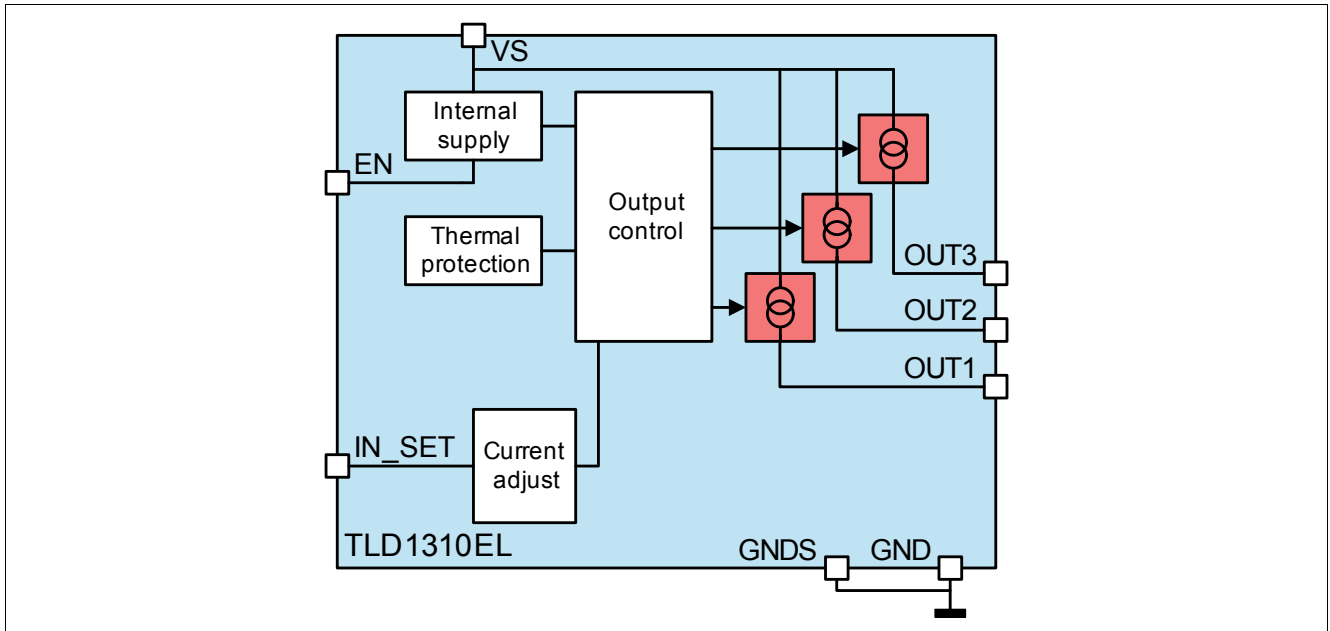 VS
Internal
supply
EN
Output
control
Thermal
protection
OUT3
OUT2
OUT1
IN_SET
Current
adjust
TLD1310EL
GNDS
GND